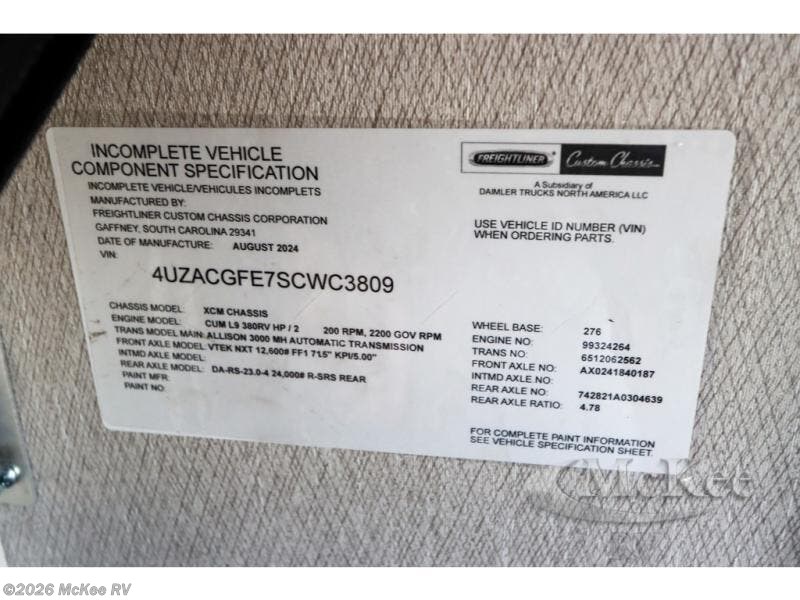 INCOMPLETE VEHICLE
COMPONENT SPECIFICATION
INCOMPLETE VEHICLE/VEHICULES INCOMPLETS
MANUFACTURED BY:
FREIGHTLINER CUSTOM CHASSIS CORPORATION
GAFFNEY, SOUTH CAROLINA 29341
DATE OF MANUFACTURE: AUGUST 2024
VIN:
4UZACGFE7SCWC3809
FREIGHTLINER Custom Chassis
A Subsidiary of
DAIMLER TRUCKS NORTH AMERICA LLC
USE VEHICLE ID NUMBER (VIN)
WHEN ORDERING PARTS.
CHASSIS MODEL: XCM CHASSIS
ENGINE MODEL: CUM L9 380RV HP / 2 200 RPM, 2200 GOV RPM
TRANS MODEL MAIN: ALLISON 3000 MH AUTOMATIC TRANSMISSION
FRONT AXLE MODEL: VTEK NXT 12,600# FF1 71.5" KPI/5.00"
INTMD AXLE MODEL:
REAR AXLE MODEL: DA-RS-23.0-4 24,000# R-SRS REAR
PAINT MFR:
PAINT NO:
WHEEL BASE: 276
ENGINE NO: 99324264
TRANS NO: 6512062562
FRONT AXLE NO: AX0241840187
INTMD AXLE NO:
REAR AXLE NO: 742821A0304639
REAR AXLE RATIO: 4.78
FOR COMPLETE PAINT INFORMATION
SEE VEHICLE SPECIFICATION SHEET.
McKee
©2026 McKee RV